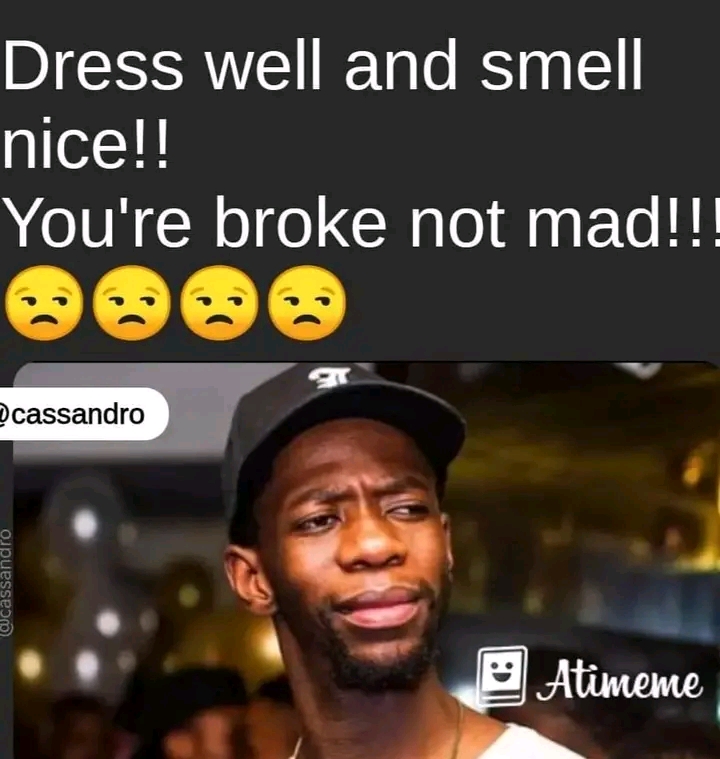 Dress well and smell
nice!!
You're broke not mad!!!
😒😒😒😒
@cassandro
@cassandro
Atimeme